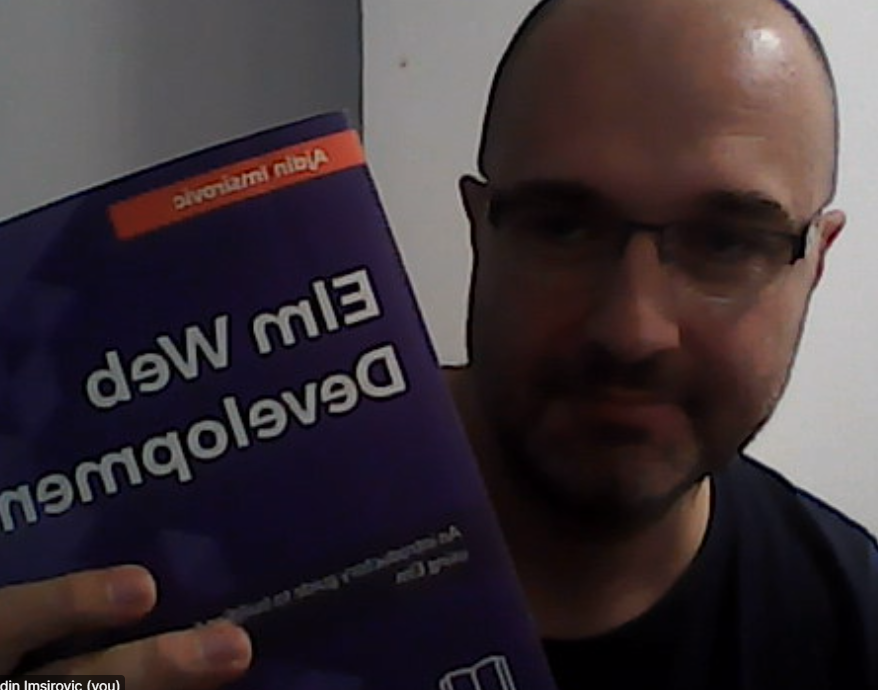 Ajdin Imsirovic
Elm Web
Developmen
An introductory guide to
using Elm
din Imsirovic (you)